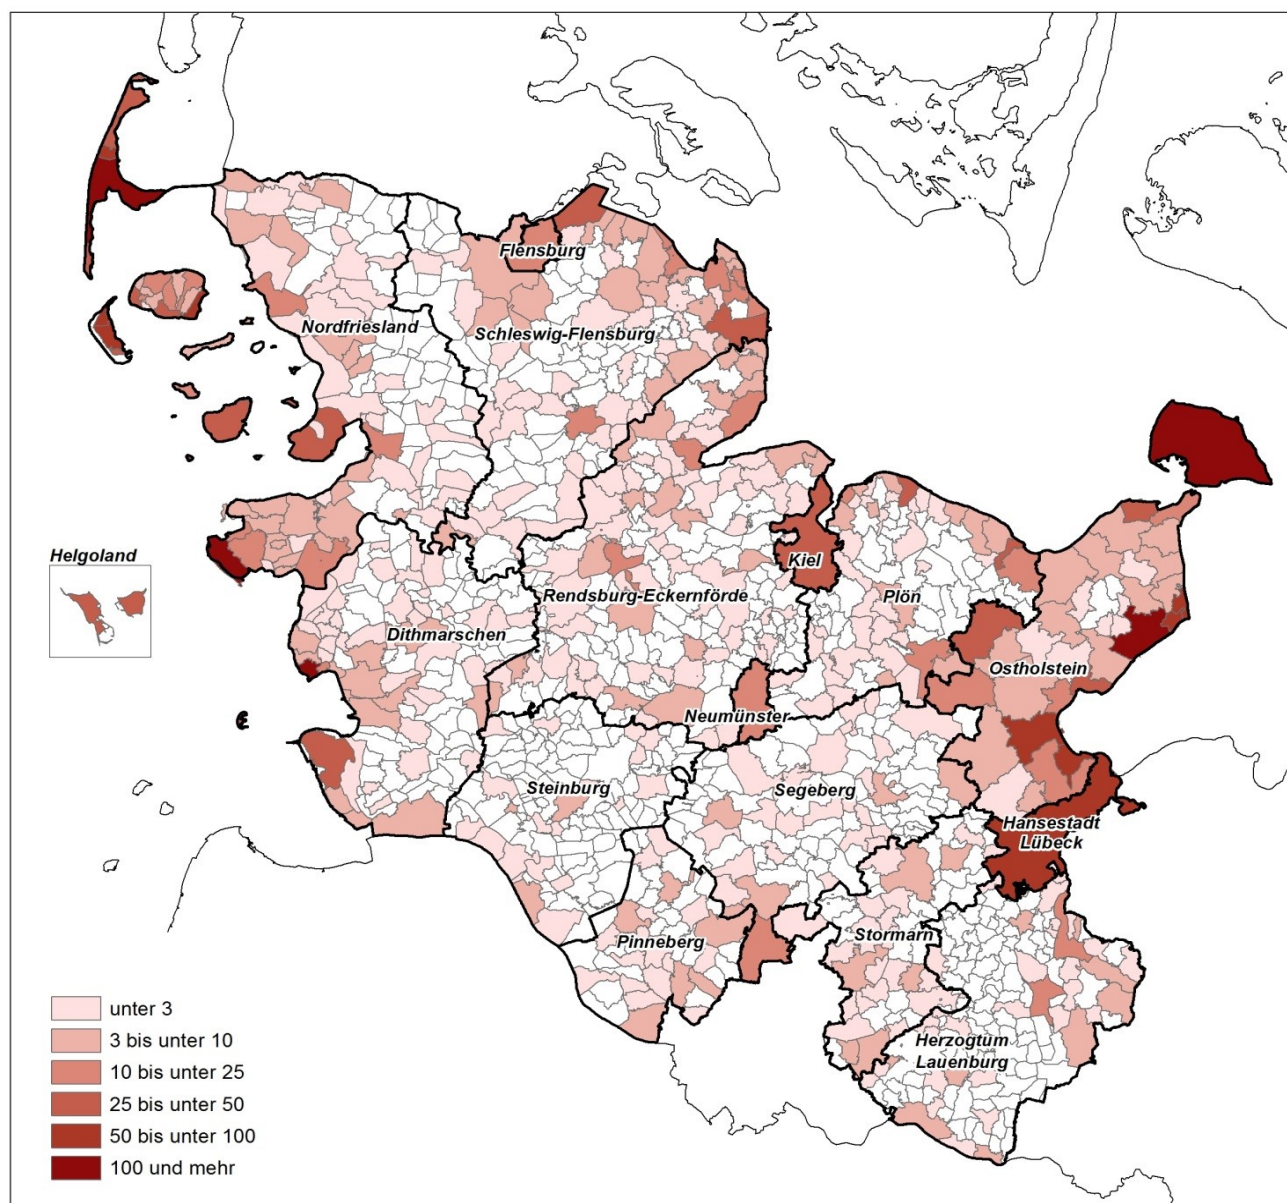 Flensburg
Nordfriesland
Schleswig-Flensburg
Helgoland
Kiel
Rendsburg-Eckernförde
Plön
Dithmarschen
Ostholstein
Neumünster
Steinburg
Segeberg
Hansestadt
Lübeck
Pinneberg
Stormarn
Herzogtum
Lauenburg
unter 3
3 bis unter 10
10 bis unter 25
25 bis unter 50
50 bis unter 100
100 und mehr